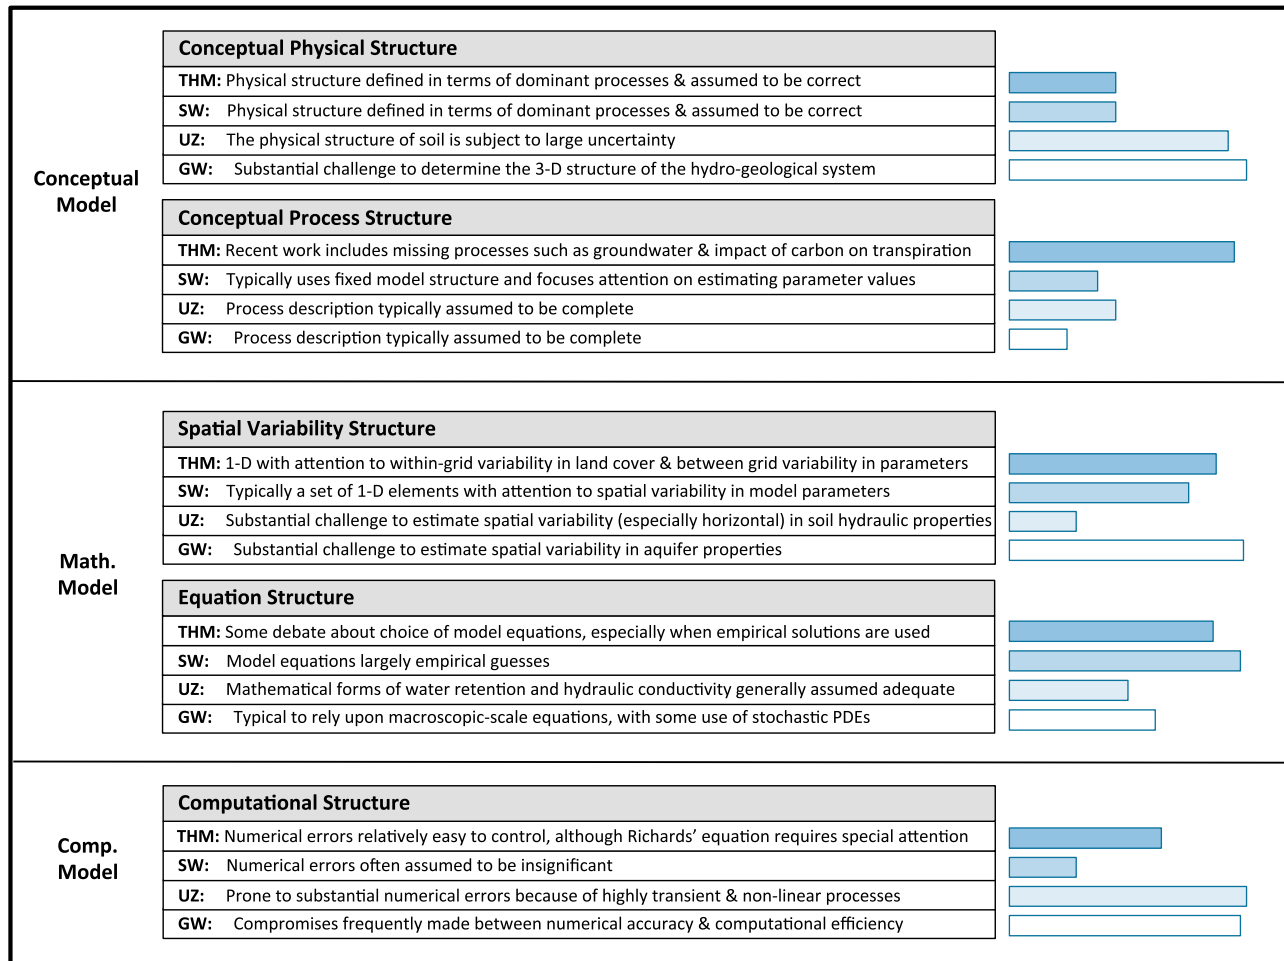 Conceptual Model
Conceptual Physical Structure
THM: Physical structure defined in terms of dominant processes & assumed to be correct
SW: Physical structure defined in terms of dominant processes & assumed to be correct
UZ: The physical structure of soil is subject to large uncertainty
GW: Substantial challenge to determine the 3-D structure of the hydro-geological system
Conceptual Process Structure
THM: Recent work includes missing processes such as groundwater & impact of carbon on transpiration
SW: Typically uses fixed model structure and focuses attention on estimating parameter values
UZ: Process description typically assumed to be complete
GW: Process description typically assumed to be complete
Math. Model
Spatial Variability Structure
THM: 1-D with attention to within-grid variability in land cover & between grid variability in parameters
SW: Typically a set of 1-D elements with attention to spatial variability in model parameters
UZ: Substantial challenge to estimate spatial variability (especially horizontal) in soil hydraulic properties
GW: Substantial challenge to estimate spatial variability in aquifer properties
Equation Structure
THM: Some debate about choice of model equations, especially when empirical solutions are used
SW: Model equations largely empirical guesses
UZ: Mathematical forms of water retention and hydraulic conductivity generally assumed adequate
GW: Typical to rely upon macroscopic-scale equations, with some use of stochastic PDEs
Comp. Model
Computational Structure
THM: Numerical errors relatively easy to control, although Richards’ equation requires special attention
SW: Numerical errors often assumed to be insignificant
UZ: Prone to substantial numerical errors because of highly transient & non-linear processes
GW: Compromises frequently made between numerical accuracy & computational efficiency